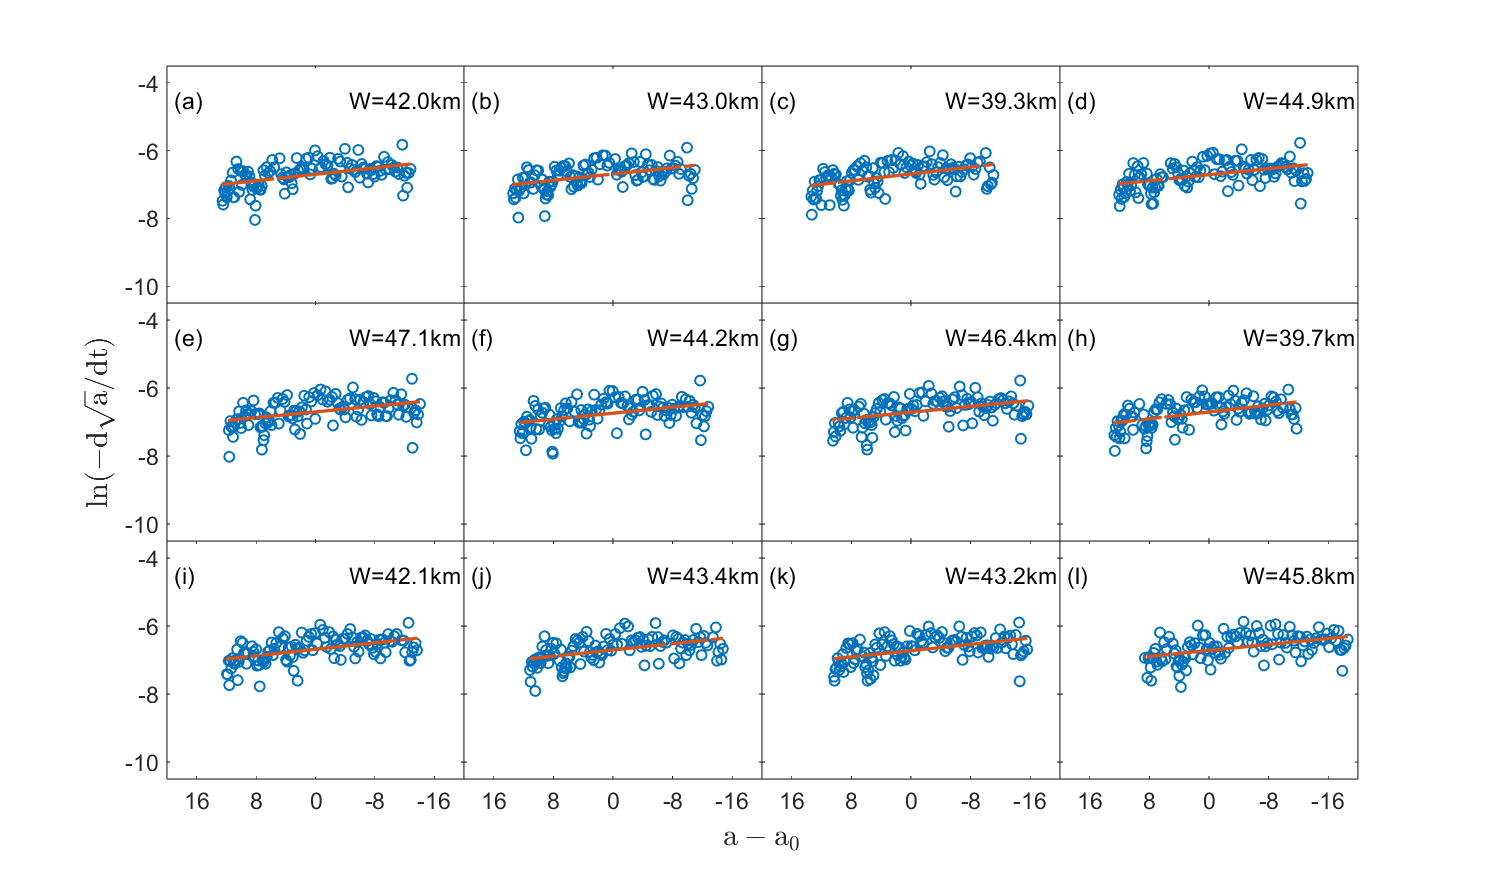 -4
(a) W=42.0km (b) W=43.0km (c) W=39.3km (d) W=44.9km
-6
-8
-10
-4
(e) W=47.1km (f) W=44.2km (g) W=46.4km (h) W=39.7km
-6
-8
-10
ln(−d√a/dt)
-4
(i) W=42.1km (j) W=43.4km (k) W=43.2km (l) W=45.8km
-6
-8
-10
16 8 0 -8 -16 16 8 0 -8 -16 16 8 0 -8 -16 16 8 0 -8 -16
a − a₀